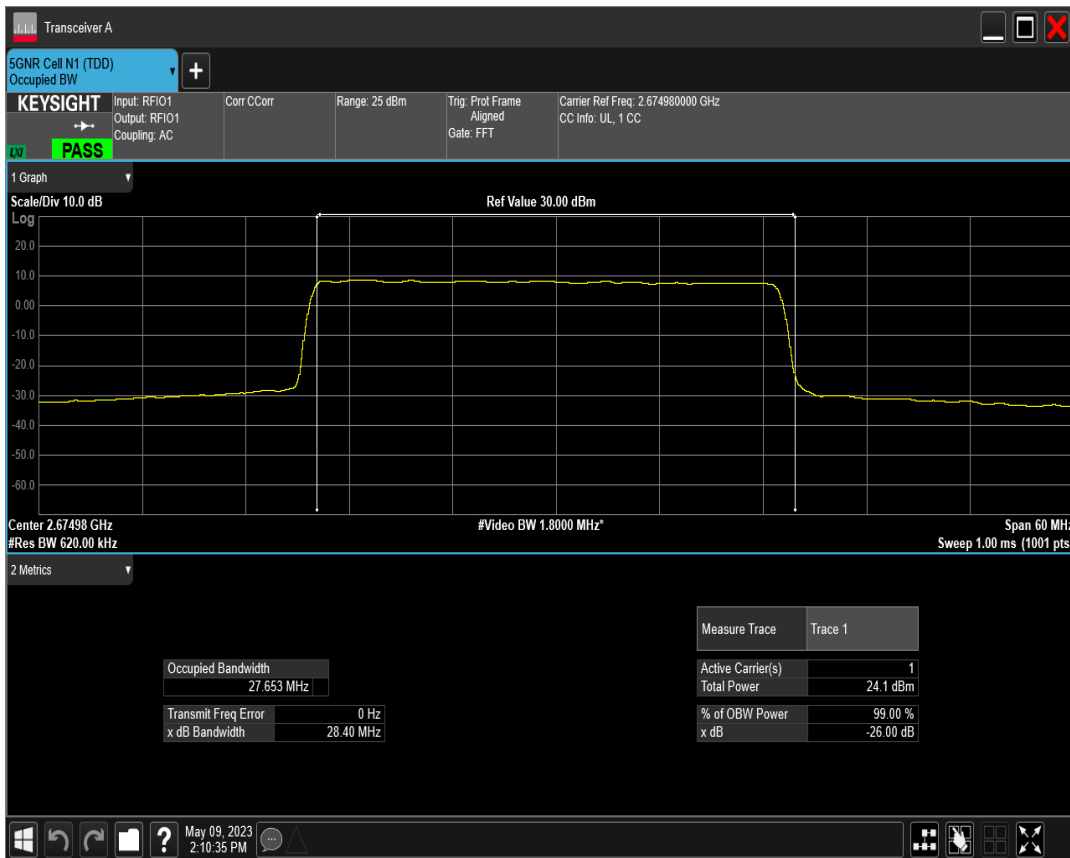 Transceiver A
5GNR Cell N1 (TDD)
Occupied BW
+
KEYSIGHT
LXI
PASS
Input: RFIO1
Output: RFIO1
Coupling: AC
Corr CCorr
Range: 25 dBm
Trig: Prot Frame
Aligned
Gate: FFT
Carrier Ref Freq: 2.674980000 GHz
CC Info: UL, 1 CC
1 Graph
Scale/Div 10.0 dB
Ref Value 30.00 dBm
Log
20.0
10.0
0.00
-10.0
-20.0
-30.0
-40.0
-50.0
-60.0
Center 2.67498 GHz
#Video BW 1.8000 MHz*
Span 60 MHz
#Res BW 620.00 kHz
Sweep 1.00 ms (1001 pts
2 Metrics
Measure Trace Trace 1
Occupied Bandwidth
27.653 MHz
Active Carrier(s) 1
Total Power 24.1 dBm
Transmit Freq Error 0 Hz
x dB Bandwidth 28.40 MHz
% of OBW Power 99.00 %
x dB -26.00 dB
?
May 09, 2023
2:10:35 PM